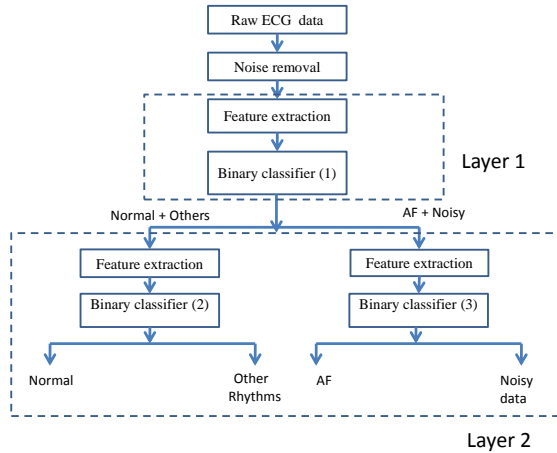 Raw ECG data
Noise removal
Feature extraction
Binary classifier (1)
Layer 1
Normal + Others
AF + Noisy
Feature extraction
Feature extraction
Binary classifier (2)
Binary classifier (3)
Normal
Other
Rhythms
AF
Noisy
data
Layer 2